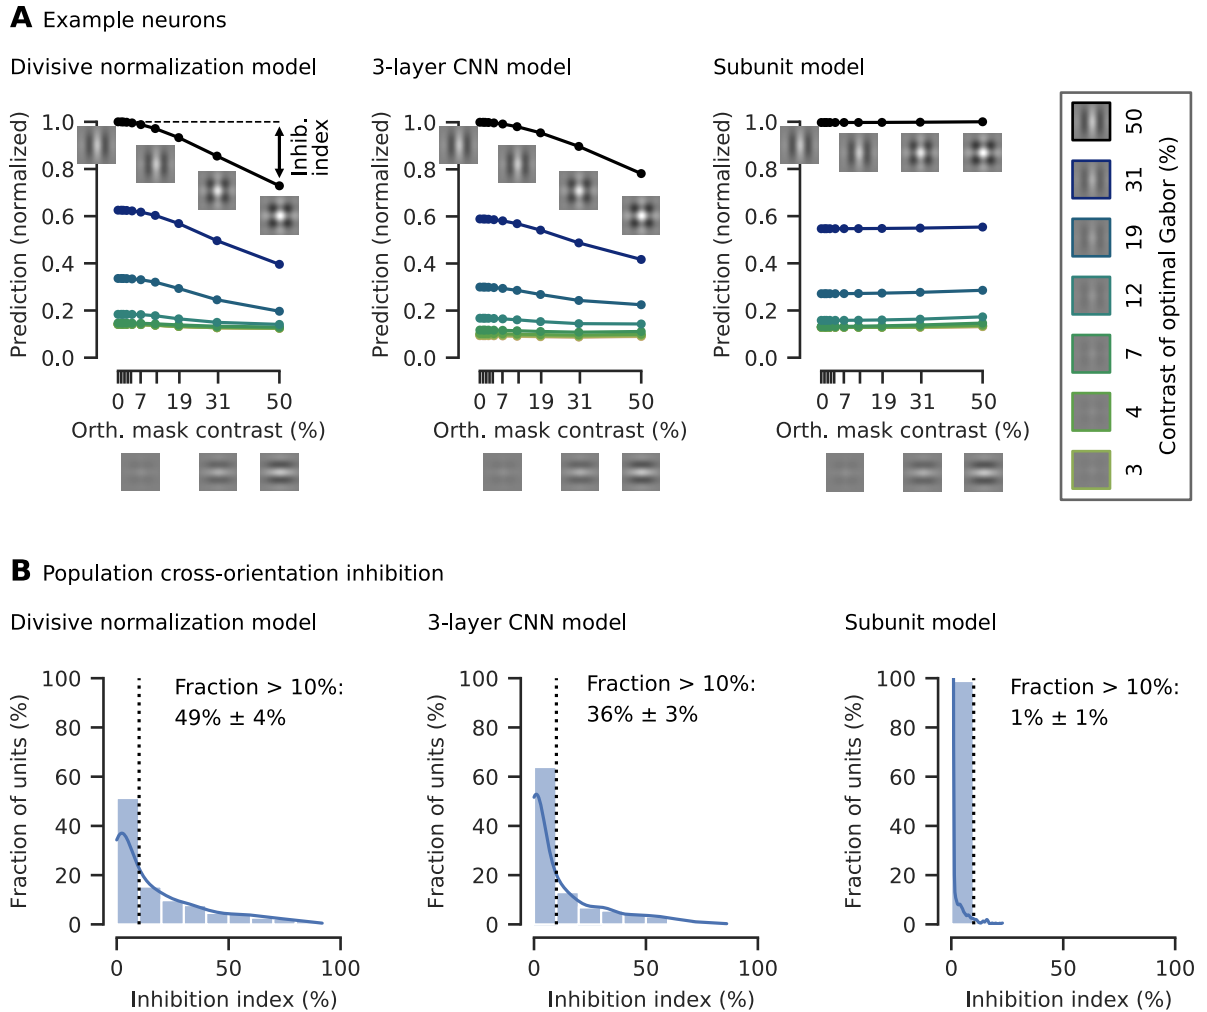 A Example neurons
Divisive normalization model
3-layer CNN model
Subunit model
Prediction (normalized)
1.0
0.8
0.6
0.4
0.2
0.0
Inhib.
index
0 7 19 31 50
Orth. mask contrast (%)
Prediction (normalized)
1.0
0.8
0.6
0.4
0.2
0.0
0 7 19 31 50
Orth. mask contrast (%)
Prediction (normalized)
1.0
0.8
0.6
0.4
0.2
0.0
0 7 19 31 50
Orth. mask contrast (%)
50
31
19
12
7
4
3
Contrast of optimal Gabor (%)
B Population cross-orientation inhibition
Divisive normalization model
3-layer CNN model
Subunit model
Fraction of units (%)
100
80
60
40
20
0
Fraction > 10%:
49% ± 4%
0 50 100
Inhibition index (%)
Fraction of units (%)
100
80
60
40
20
0
Fraction > 10%:
36% ± 3%
0 50 100
Inhibition index (%)
Fraction of units (%)
100
80
60
40
20
0
Fraction > 10%:
1% ± 1%
0 50 100
Inhibition index (%)